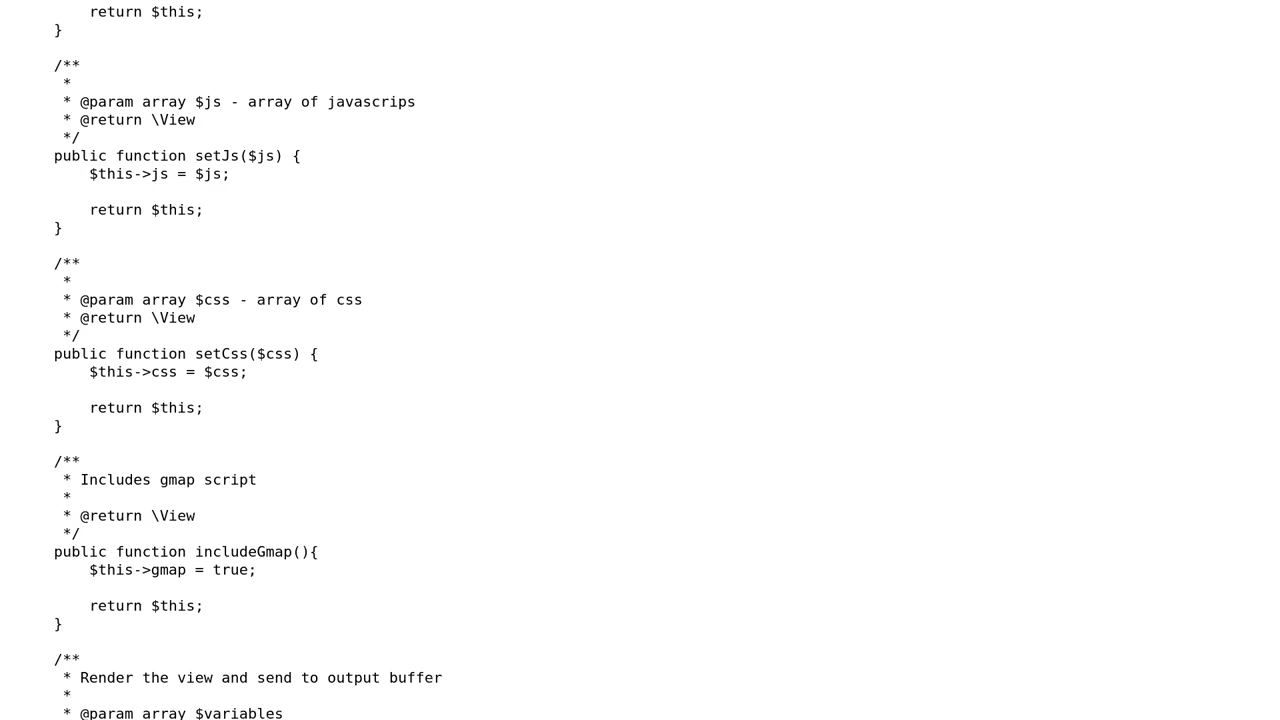 return $this;
    }

    /**
     *
     * @param array $js - array of javascrips
     * @return \View
     */
    public function setJs($js) {
        $this->js = $js;

        return $this;
    }

    /**
     *
     * @param array $css - array of css
     * @return \View
     */
    public function setCss($css) {
        $this->css = $css;

        return $this;
    }

    /**
     * Includes gmap script
     *
     * @return \View
     */
    public function includeGmap(){
        $this->gmap = true;

        return $this;
    }

    /**
     * Render the view and send to output buffer
     *
     * @param array $variables